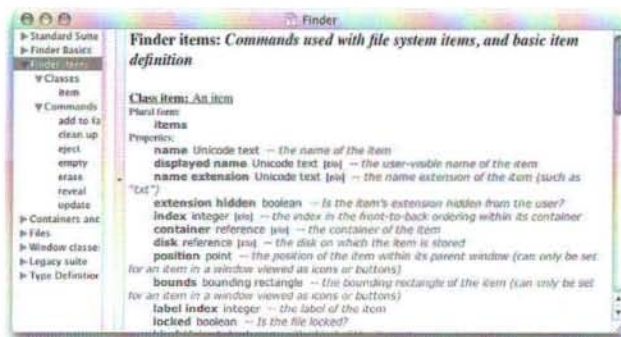 Finder
Standard Suite
Finder Basics
Finder Items
Classes
item
Commands
add to fa
clean up
eject
empty
erase
reveal
update
Containers and
Files
Window classes
Legacy suite
Type Definition
Finder items: Commands used with file system items, and basic item
definition
Class item: An item
Plural form:
items
Properties:
name Unicode text -- the name of the item
displayed name Unicode text [r/o] -- the user-visible name of the item
name extension Unicode text [r/o] -- the name extension of the item (such as
"txt")
extension hidden boolean -- Is the item's extension hidden from the user?
index integer [r/o] -- the index in the front-to-back ordering within its container
container reference [r/o] -- the container of the item
disk reference [r/o] -- the disk on which the item is stored
position point -- the position of the item within its parent window (can only be set
for an item in a window viewed as icons or buttons)
bounds bounding rectangle -- the bounding rectangle of the item (can only be set
for an item in a window viewed as icons or buttons)
label index integer -- the label of the item
locked boolean -- Is the file locked?